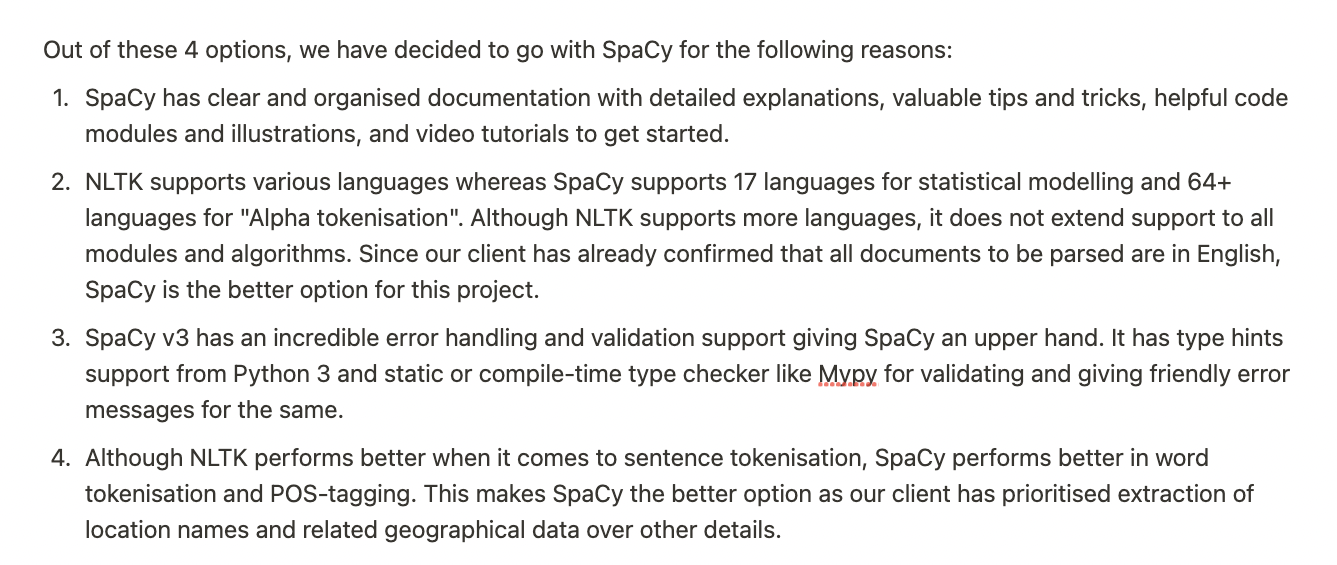 Out of these 4 options, we have decided to go with SpaCy for the following reasons:
1. SpaCy has clear and organised documentation with detailed explanations, valuable tips and tricks, helpful code
modules and illustrations, and video tutorials to get started.
2. NLTK supports various languages whereas SpaCy supports 17 languages for statistical modelling and 64+
languages for "Alpha tokenisation". Although NLTK supports more languages, it does not extend support to all
modules and algorithms. Since our client has already confirmed that all documents to be parsed are in English,
SpaCy is the better option for this project.
3. SpaCy v3 has an incredible error handling and validation support giving SpaCy an upper hand. It has type hints
support from Python 3 and static or compile-time type checker like Mypy for validating and giving friendly error
messages for the same.
4. Although NLTK performs better when it comes to sentence tokenisation, SpaCy performs better in word
tokenisation and POS-tagging. This makes SpaCy the better option as our client has prioritised extraction of
location names and related geographical data over other details.